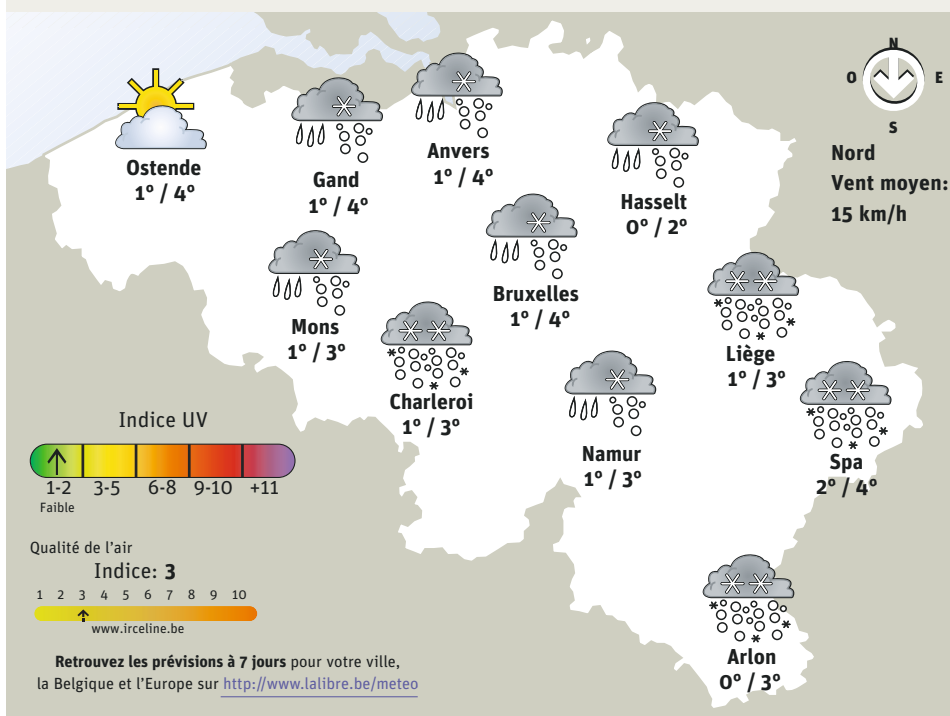 N
O E
S
Nord
Vent moyen:
15 km/h
Ostende
1° / 4°
Gand
1° / 4°
Anvers
1° / 4°
Hasselt
0° / 2°
Mons
1° / 3°
Bruxelles
1° / 4°
Liège
1° / 3°
Charleroi
1° / 3°
Namur
1° / 3°
Spa
2° / 4°
Arlon
0° / 3°
Indice UV
1-2 3-5 6-8 9-10 +11
Faible
Qualité de l'air
Indice: 3
1 2 3 4 5 6 7 8 9 10
www.irceline.be
Retrouvez les prévisions à 7 jours pour votre ville,
la Belgique et l'Europe sur http://www.lalibre.be/meteo